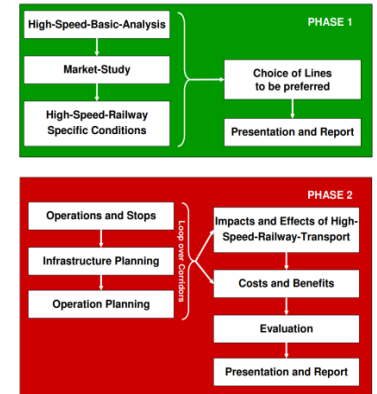 PHASE 1
High-Speed-Basic-Analysis
Market-Study
High-Speed-Railway
Specific Conditions
Choice of Lines
to be preferred
Presentation and Report
PHASE 2
Operations and Stops
Infrastructure Planning
Operation Planning
Loop over Corridors
Impacts and Effects of High-
Speed-Railway-Transport
Costs and Benefits
Evaluation
Presentation and Report